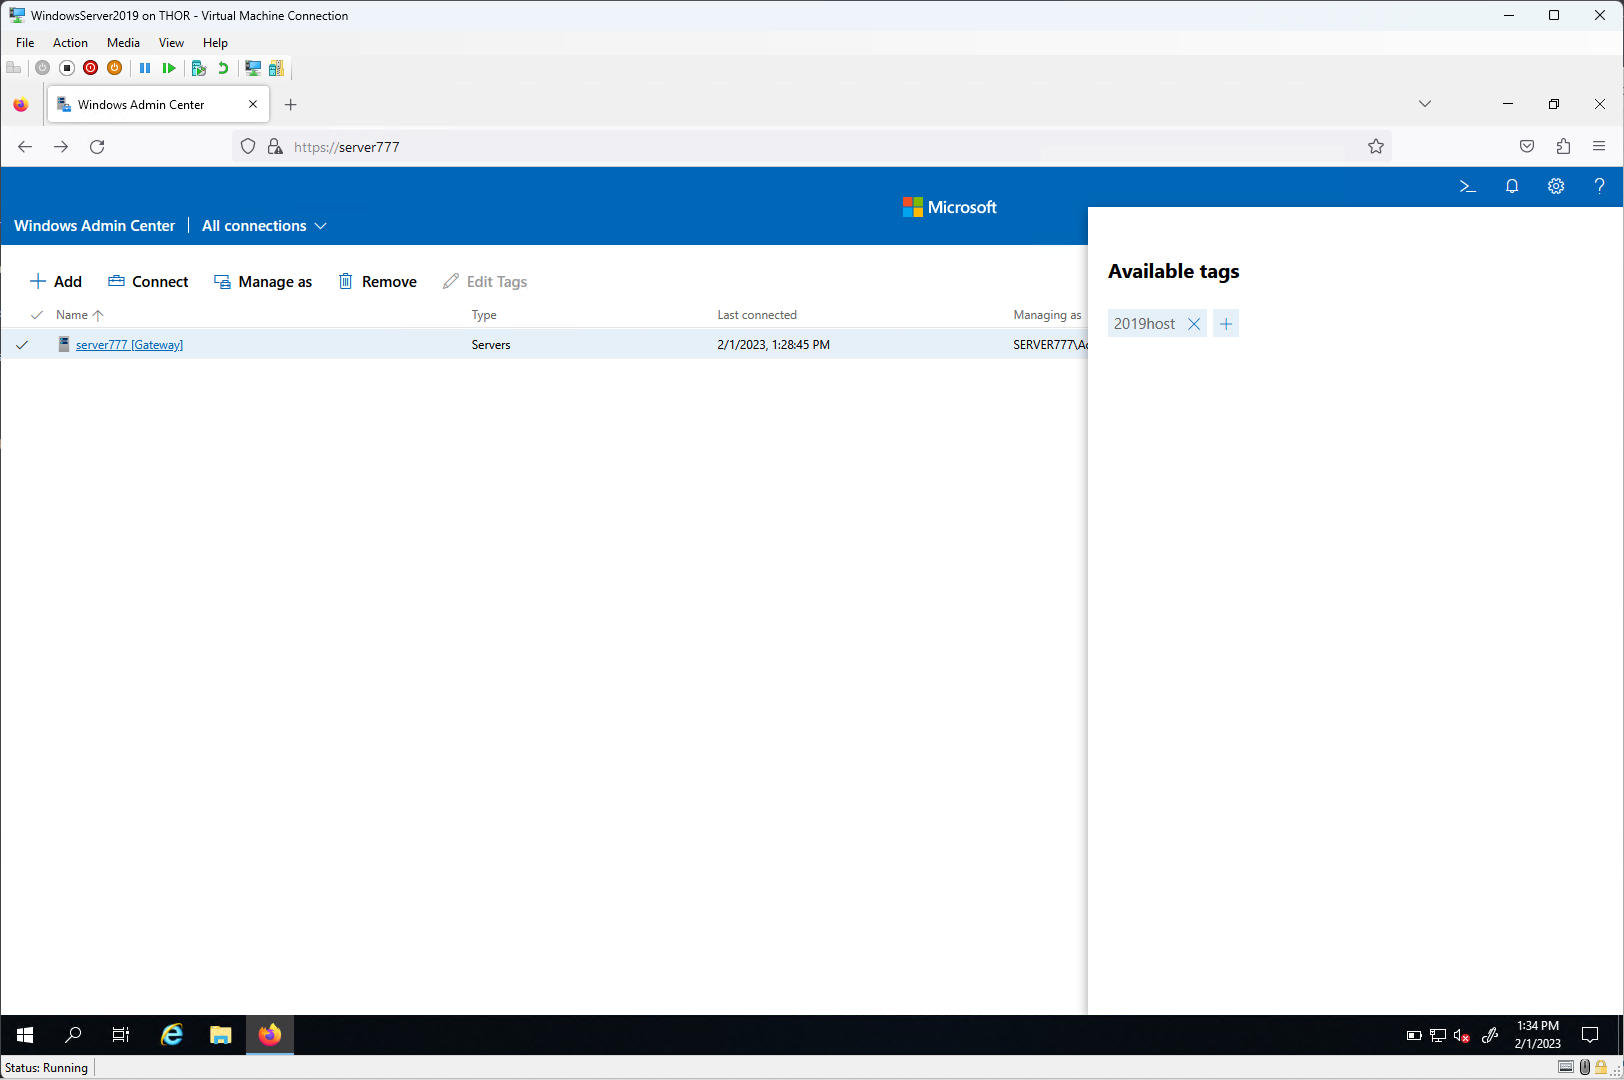 WindowsServer2019 on THOR - Virtual Machine Connection
File Action Media View Help
Windows Admin Center
https://server777
Microsoft
Windows Admin Center All connections
Available tags
Add Connect Manage as Remove Edit Tags
Name Type Last connected Managing as
2019host
server777 [Gateway] Servers 2/1/2023, 1:28:45 PM SERVER777\Ad
1:34 PM
2/1/2023
Status: Running